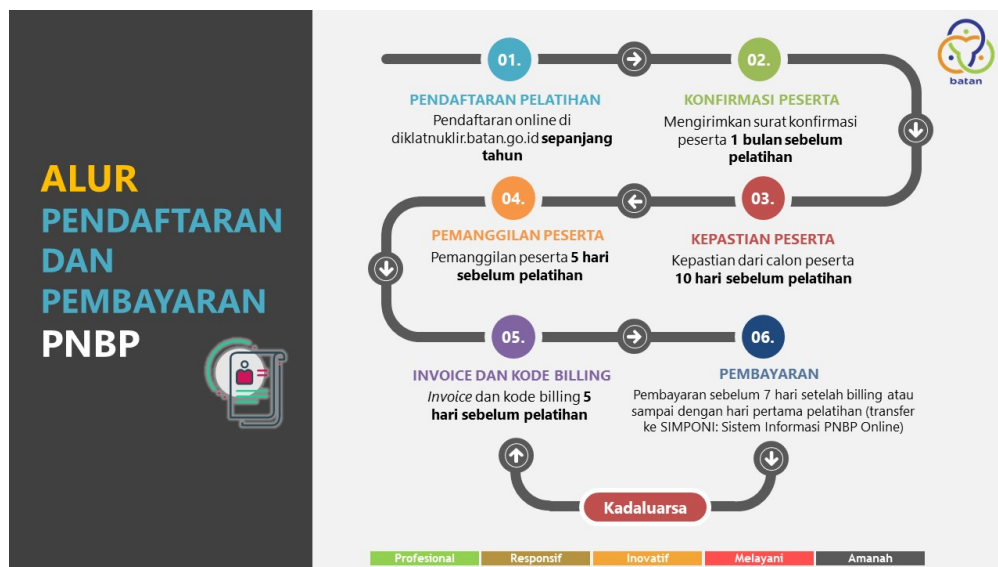 ALUR
PENDAFTARAN
DAN
PEMBAYARAN
PNBP
batan
01.
PENDAFTARAN PELATIHAN
Pendaftaran online di
diklatnuklir.batan.go.id sepanjang
tahun
02.
KONFIRMASI PESERTA
Mengirimkan surat konfirmasi
peserta 1 bulan sebelum
pelatihan
03.
KEPASTIAN PESERTA
Kepastian dari calon peserta
10 hari sebelum pelatihan
04.
PEMANGGILAN PESERTA
Pemanggilan peserta 5 hari
sebelum pelatihan
05.
INVOICE DAN KODE BILLING
Invoice dan kode billing 5
hari sebelum pelatihan
06.
PEMBAYARAN
Pembayaran sebelum 7 hari setelah billing atau
sampai dengan hari pertama pelatihan (transfer
ke SIMPONI: Sistem Informasi PNBP Online)
Kadaluarsa
Profesional
Responsif
Inovatif
Melayani
Amanah